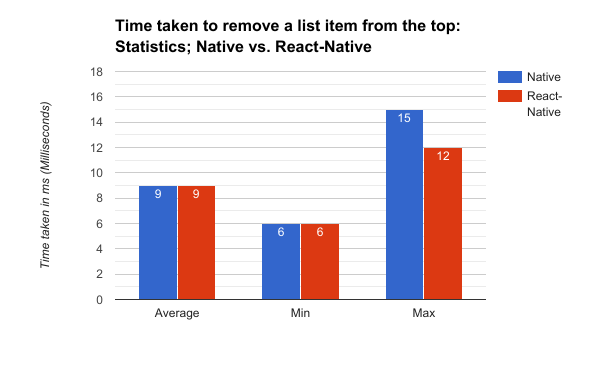 Time taken to remove a list item from the top:
Statistics; Native vs. React-Native
Time taken in ms (Milliseconds)
18
16
14
12
10
8
6
4
2
0
9
9
6
6
15
12
Average
Min
Max
Native
React-
Native